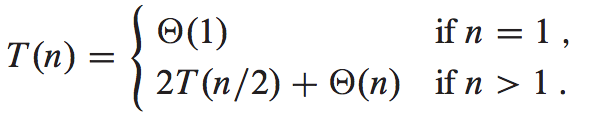 T(n) = { Θ(1) if n = 1 ,
2T(n/2) + Θ(n) if n > 1 .